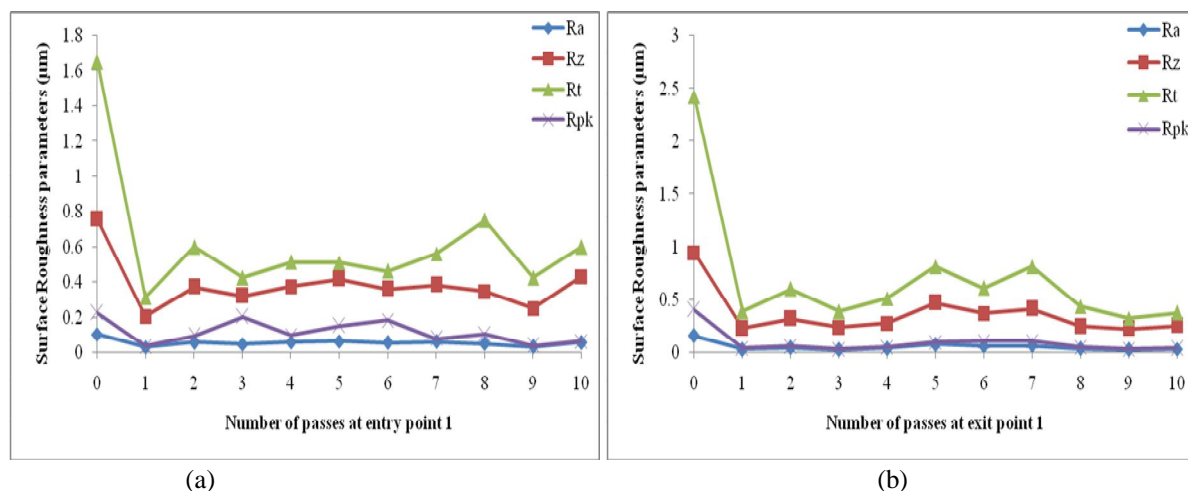 Surface Roughness parameters (µm)
1.8
1.6
1.4
1.2
1
0.8
0.6
0.4
0.2
0
0 1 2 3 4 5 6 7 8 9 10
Number of passes at entry point 1
Ra
Rz
Rt
Rpk
(a)
Surface Roughness parameters (µm)
3
2.5
2
1.5
1
0.5
0
0 1 2 3 4 5 6 7 8 9 10
Number of passes at exit point 1
Ra
Rz
Rt
Rpk
(b)